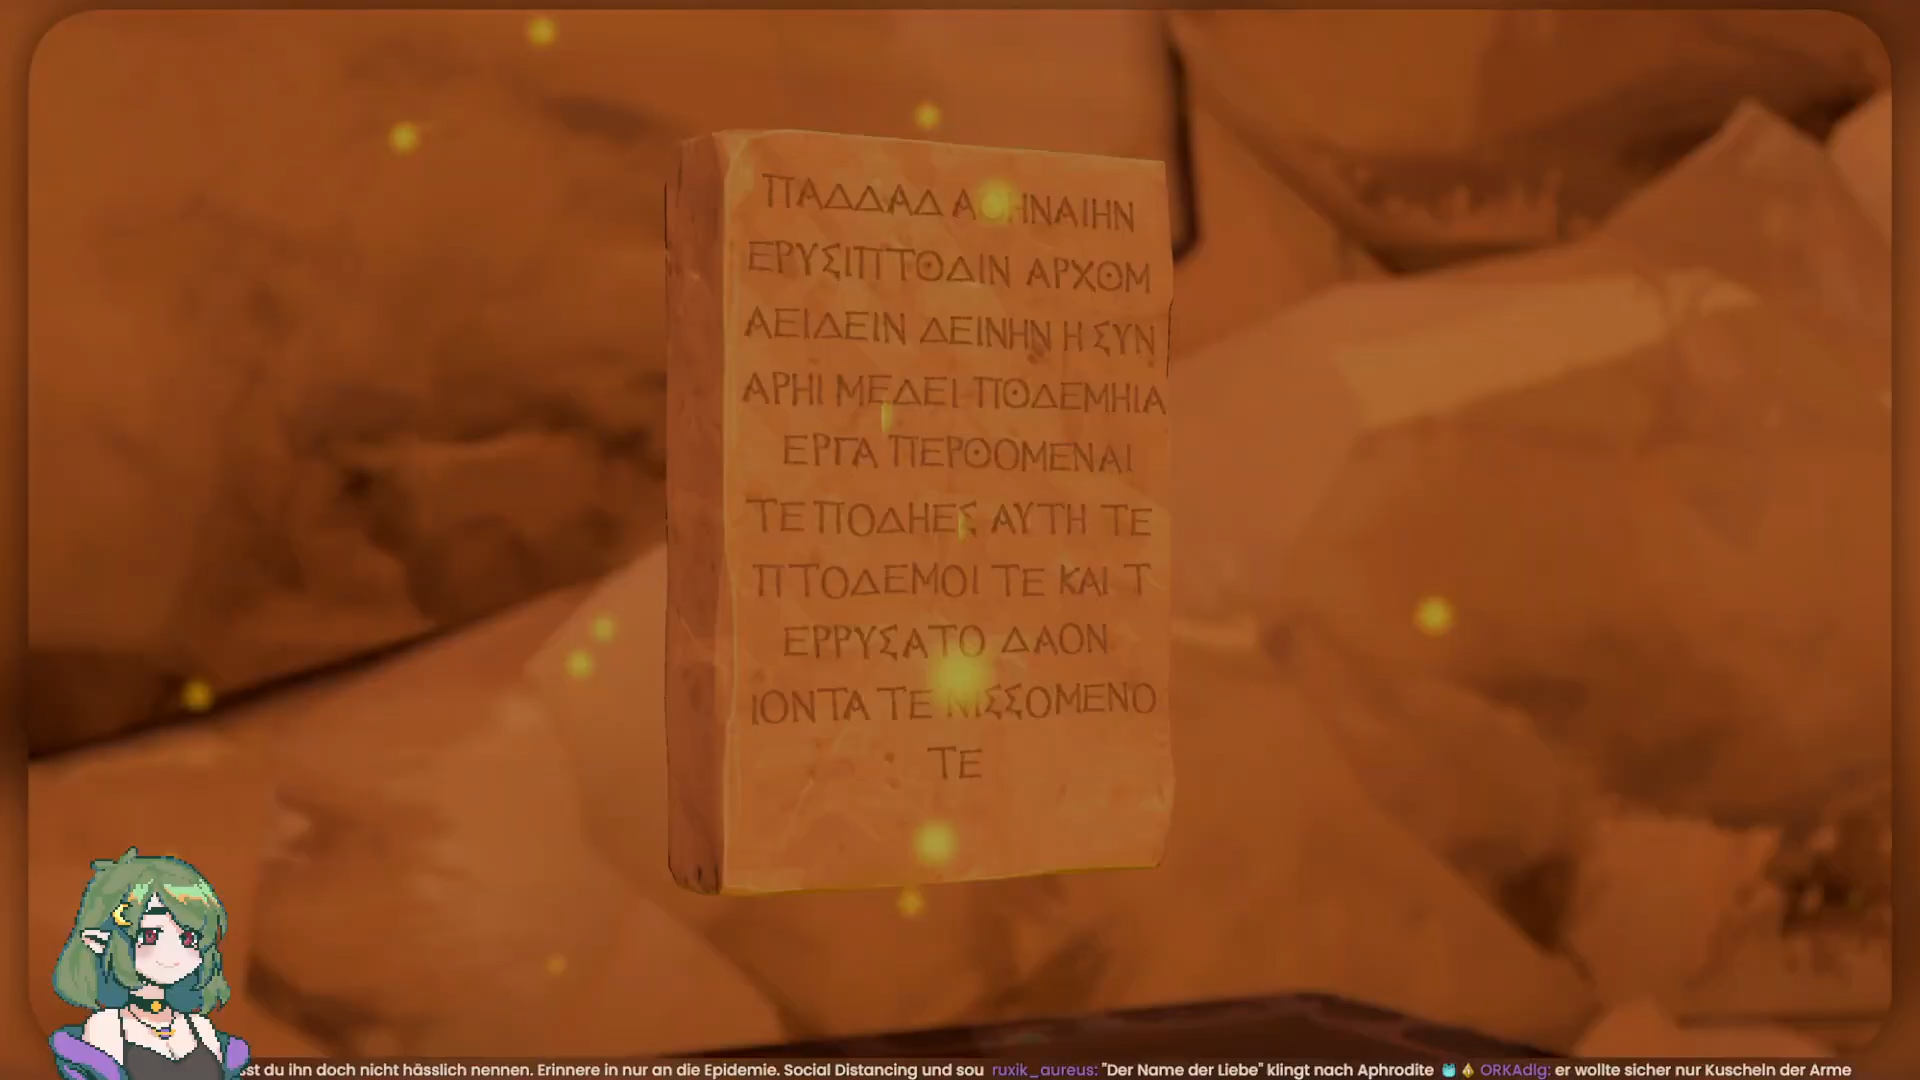 ΠΑΔΔΑΔ Α ΗΝΑΙΗΝ
ΕΡΥΣΙΠΤΟΔΙΝ ΑΡΧΟΜ
ΑΕΙΔΕΙΝ ΔΕΙΝΗΝ Η ΣΥΝ
ΑΡΗΙ ΜΕΔΕΙ ΠΟΔΕΜΗΙΑ
ΕΡΓΑ ΠΕΡΘΟΜΕΝΑΙ
ΤΕ ΠΟΔΗΕΣ ΑΥΤΗ ΤΕ
ΠΤΟΔΕΜΟΙ ΤΕ ΚΑΙ Τ
ΕΡΡΥΣΑΤΟ ΔΑΟΝ
ΙΟΝΤΑ ΤΕ ΝΙΣΣΟΜΕΝΟ
ΤΕ
sst du ihn doch nicht hässlich nennen. Erinnere in nur an die Epidemie. Social Distancing und sou ruxik_aureus: "Der Name der Liebe" klingt nach Aphrodite ORKAdlg: er wollte sicher nur Kuscheln der Arme